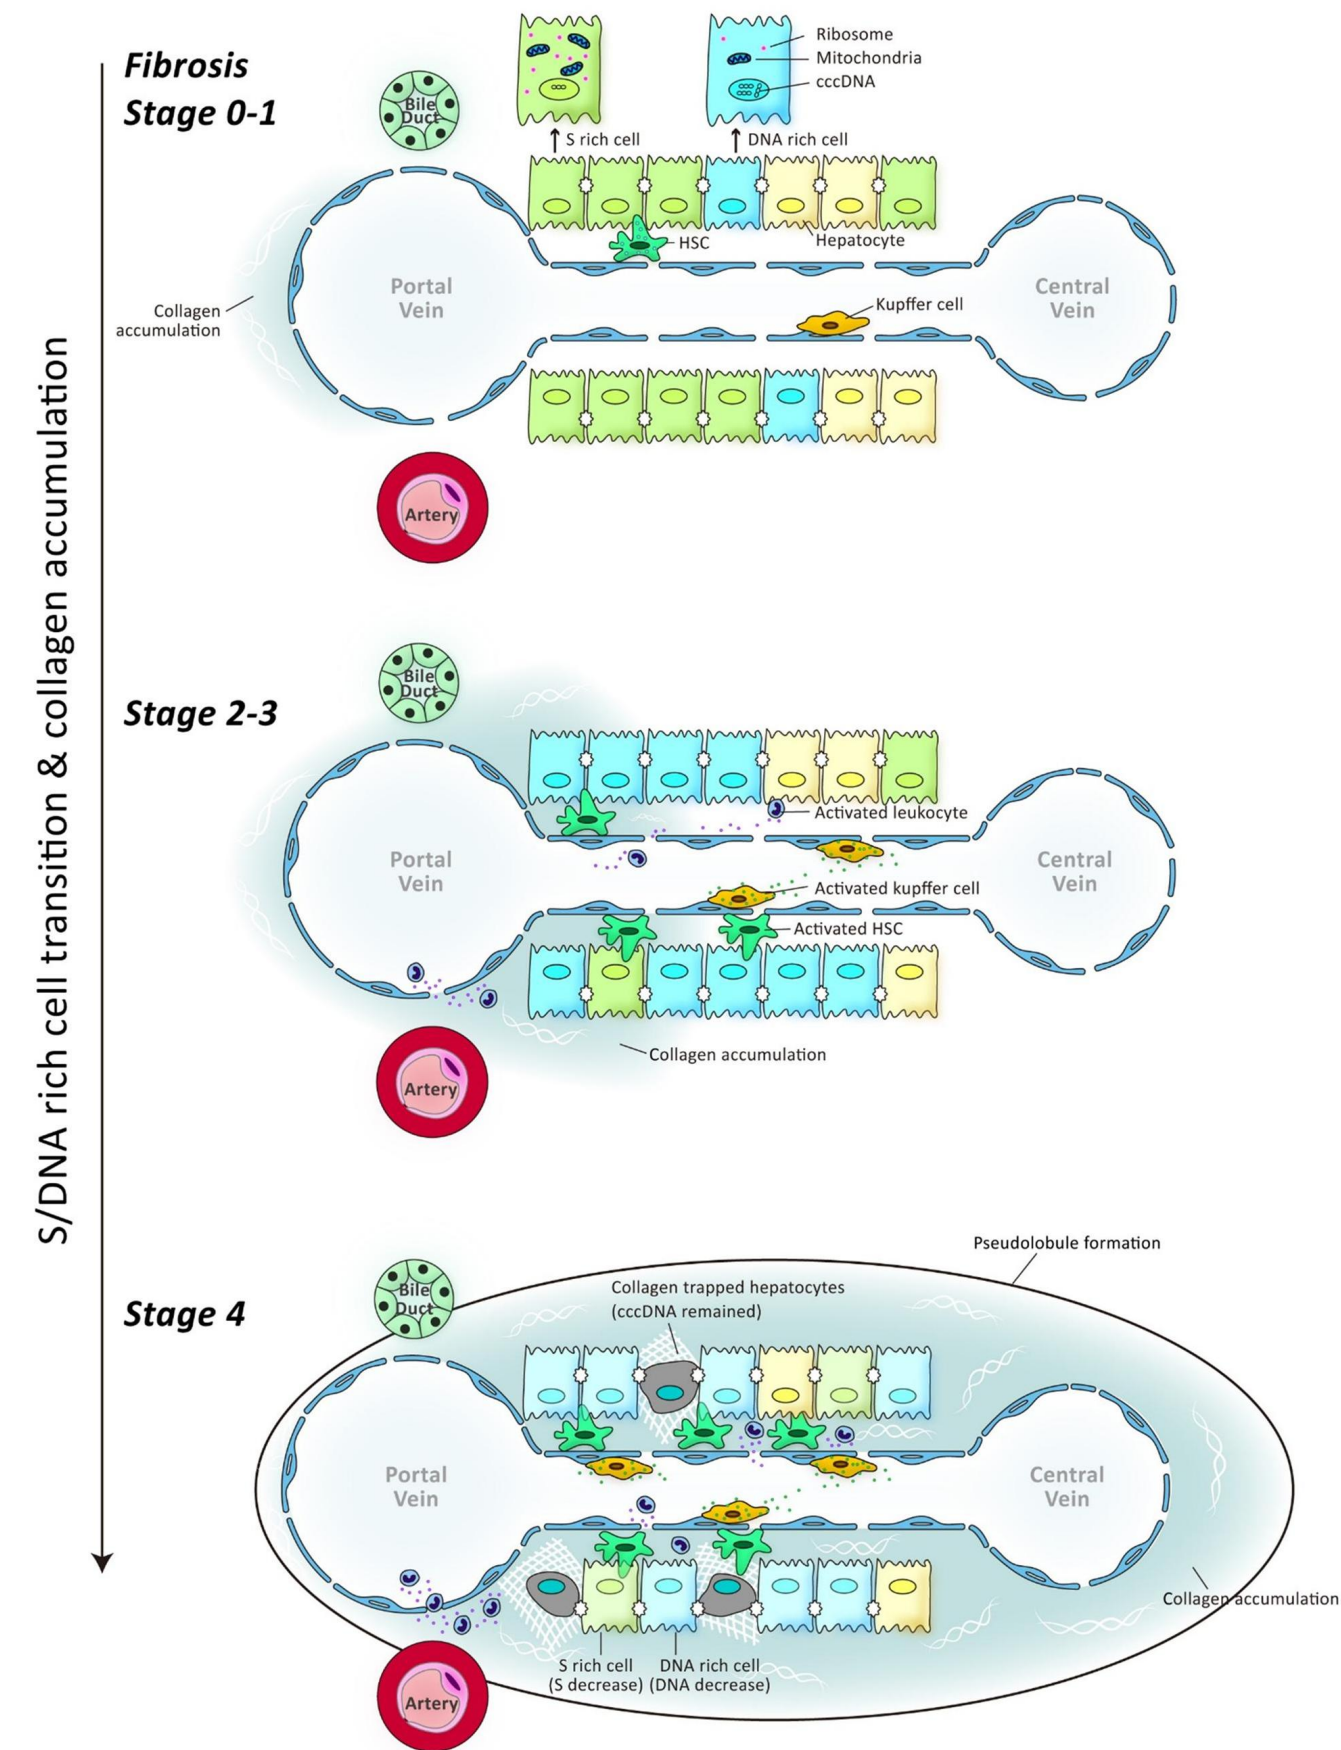 S/DNA rich cell transition & collagen accumulation
Fibrosis
Stage 0-1
Bile
Duct
Ribosome
Mitochondria
cccDNA
S rich cell
DNA rich cell
HSC
Hepatocyte
Portal
Vein
Central
Vein
Collagen
accumulation
Kupffer cell
Artery
Stage 2-3
Bile
Duct
Activated leukocyte
Portal
Vein
Central
Vein
Activated kupffer cell
Activated HSC
Collagen accumulation
Artery
Stage 4
Pseudolobule formation
Bile
Duct
Collagen trapped hepatocytes
(cccDNA remained)
Portal
Vein
Central
Vein
Collagen accumulation
S rich cell
(S decrease)
DNA rich cell
(DNA decrease)
Artery